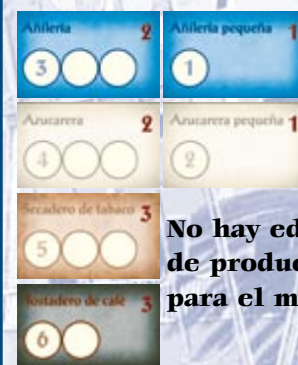 Añilería 2 Añilería pequeña 1
3 1
Azucarera 2 Azucarera pequeña 1
4 2
Secadero de tabaco 3
5
Tostadero de café 3
6
No hay ed
de produc
para el m